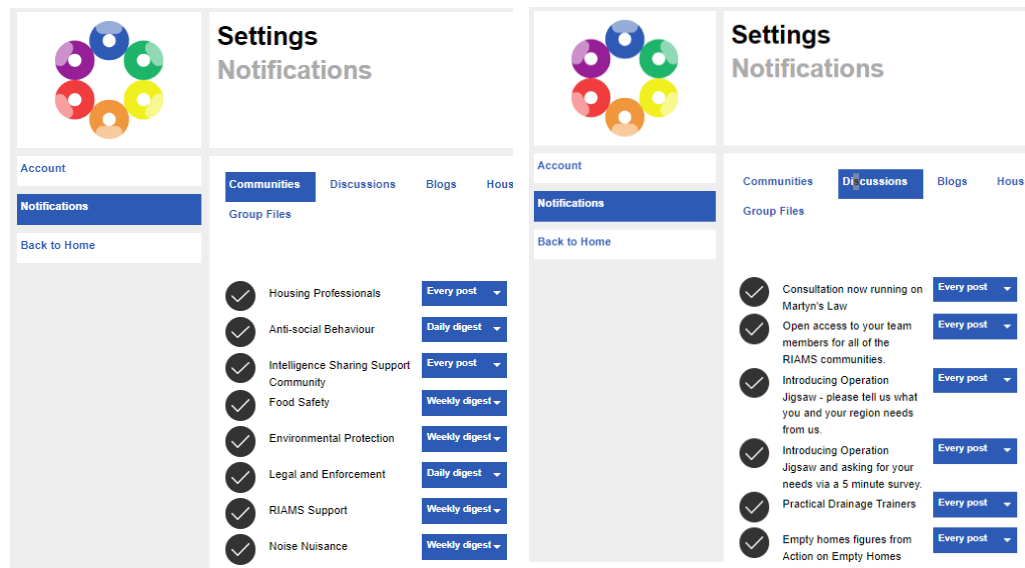 Settings
Notifications
Account
Notifications
Back to Home
Communities Discussions Blogs Hous
Group Files
Housing Professionals Every post
Anti-social Behaviour Daily digest
Intelligence Sharing Support Every post
Community
Food Safety Weekly digest
Environmental Protection Weekly digest
Legal and Enforcement Daily digest
RIAMS Support Weekly digest
Noise Nuisance Weekly digest
Settings
Notifications
Account
Notifications
Back to Home
Communities Discussions Blogs Hous
Group Files
Consultation now running on Every post
Martyn's Law
Open access to your team Every post
members for all of the
RIAMS communities.
Introducing Operation Every post
Jigsaw - please tell us what
you and your region needs
from us.
Introducing Operation Every post
Jigsaw and asking for your
needs via a 5 minute survey.
Practical Drainage Trainers Every post
Empty homes figures from Every post
Action on Empty Homes